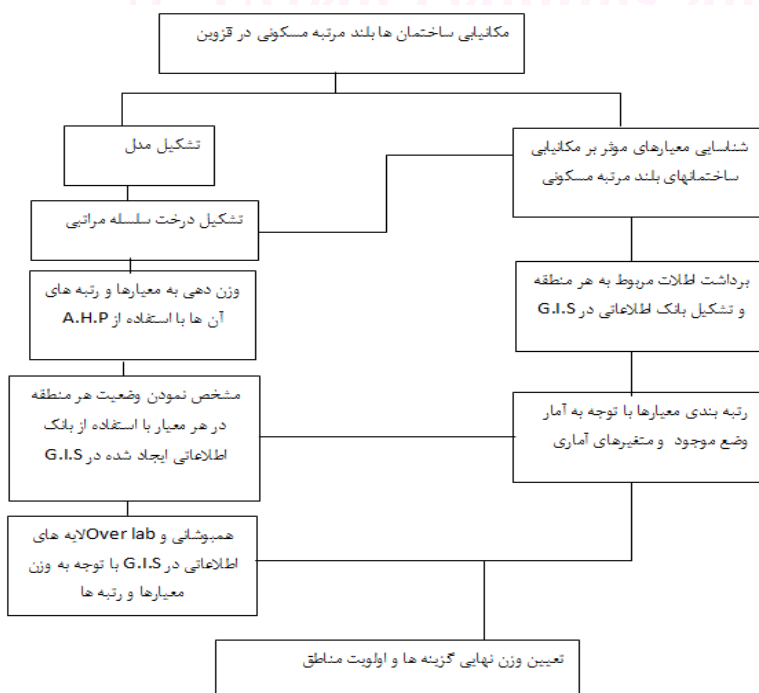 مکانیابی ساختمان ها بلند مرتبه مسکونی در قزوین
تشکیل مدل
شناسایی معیارهای موثر بر مکانیابی
ساختمانهای بلند مرتبه مسکونی
تشکیل درخت سلسله مراتبی
برداشت اطلات مربوط به هر منطقه
و تشکیل بانک اطلاعاتی در G.I.S
وزن دهی به معیارها و رتبه های
آن ها با استفاده از A.H.P
رتبه بندی معیارها با توجه به آمار
وضع موجود و متغیرهای آماری
مشخص نمودن وضعیت هر منطقه
در هر معیار با استفاده از بانک
اطلاعاتی ایجاد شده در G.I.S
همپوشانی و Over labلایه های
اطلاعاتی در G.I.S با توجه به وزن
معیارها و رتبه ها
تعیین وزن نهایی گزینه ها و اولویت مناطق